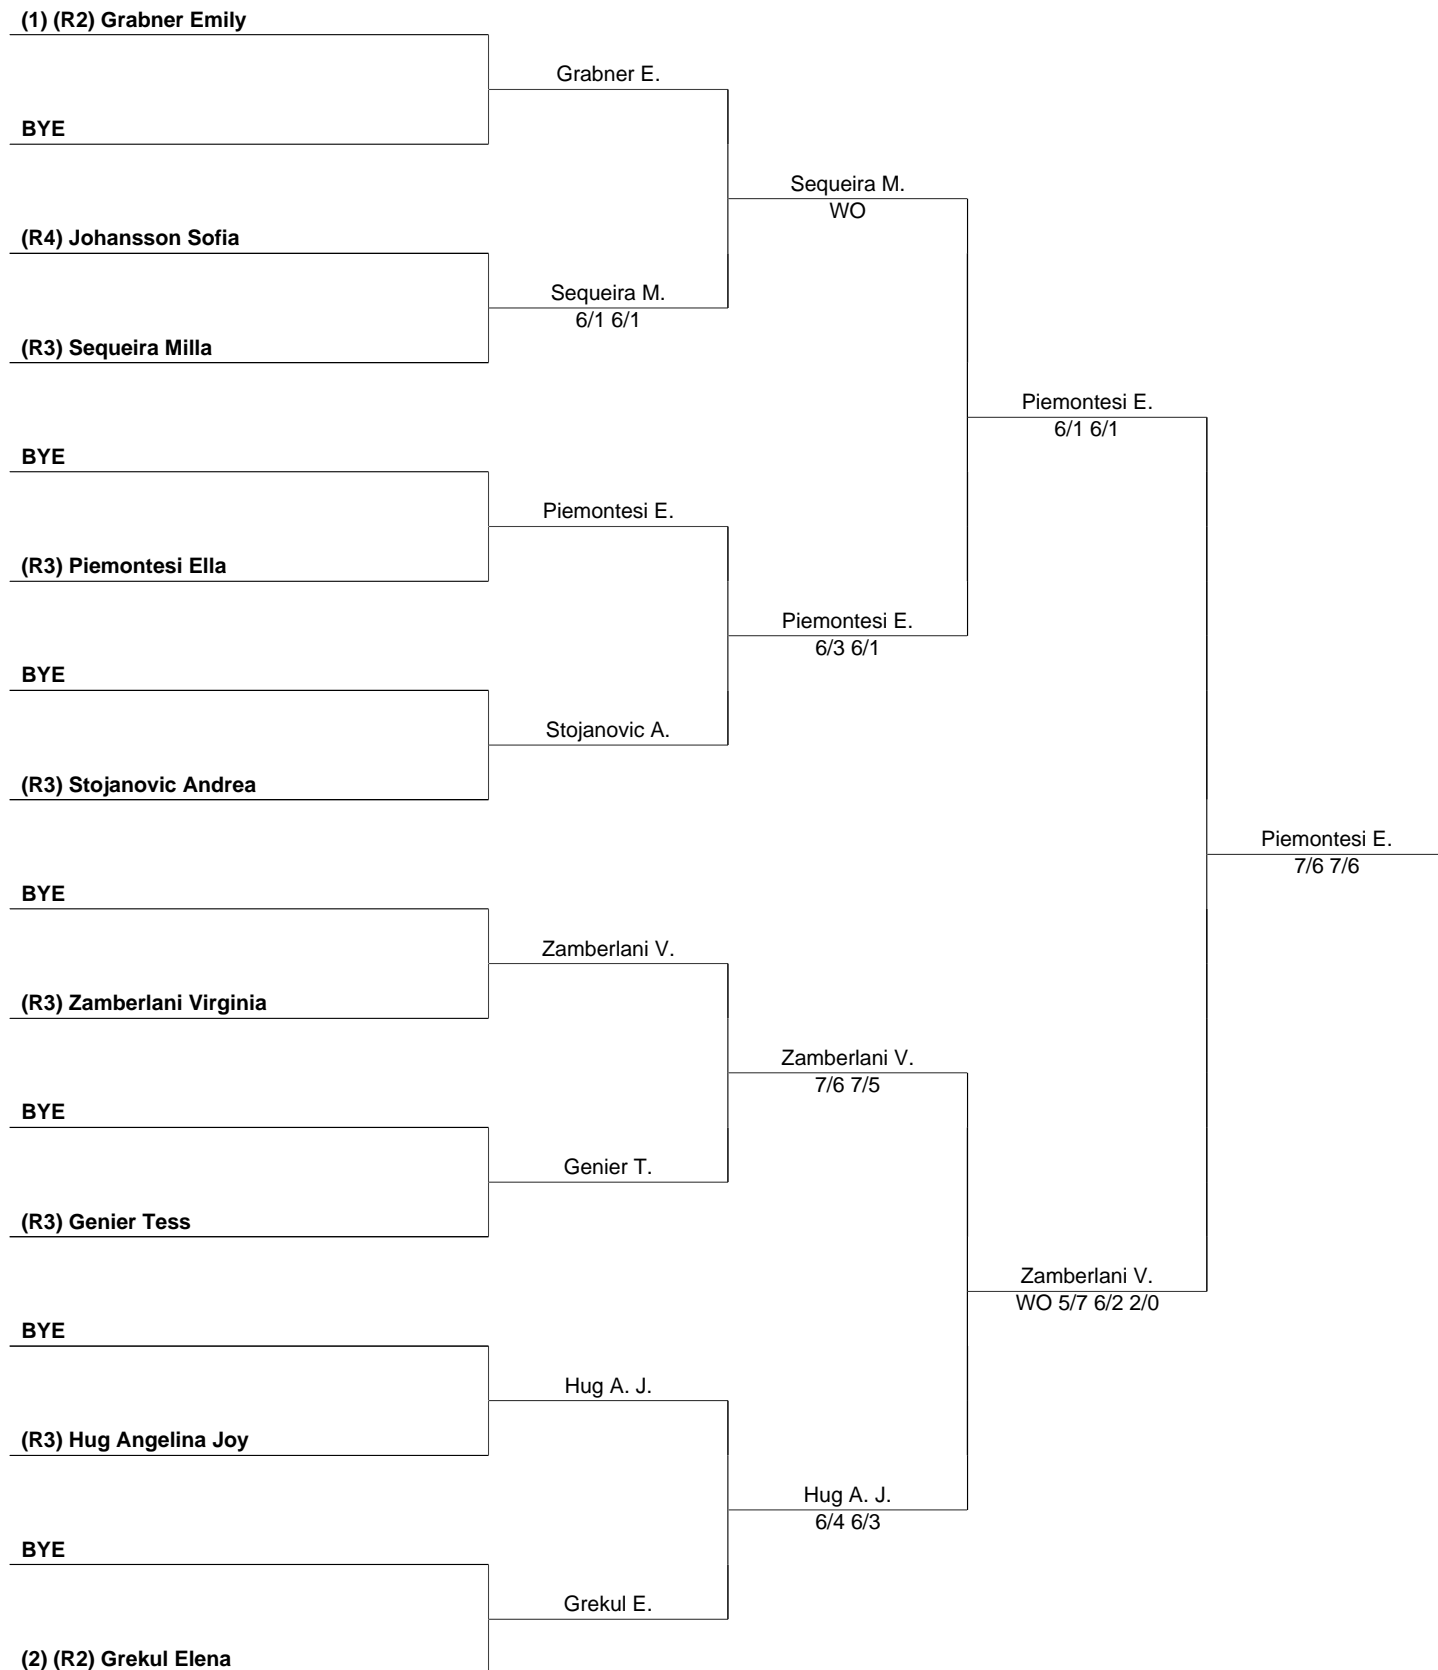 (1) (R2) Grabner Emily
Grabner E.
BYE
Sequeira M.
WO
(R4) Johansson Sofia
Sequeira M.
6/1 6/1
(R3) Sequeira Milla
Piemontesi E.
6/1 6/1
BYE
Piemontesi E.
(R3) Piemontesi Ella
Piemontesi E.
6/3 6/1
BYE
Stojanovic A.
(R3) Stojanovic Andrea
Piemontesi E.
7/6 7/6
BYE
Zamberlani V.
(R3) Zamberlani Virginia
Zamberlani V.
7/6 7/5
BYE
Genier T.
(R3) Genier Tess
Zamberlani V.
WO 5/7 6/2 2/0
BYE
Hug A. J.
(R3) Hug Angelina Joy
Hug A. J.
6/4 6/3
BYE
Grekul E.
(2) (R2) Grekul Elena